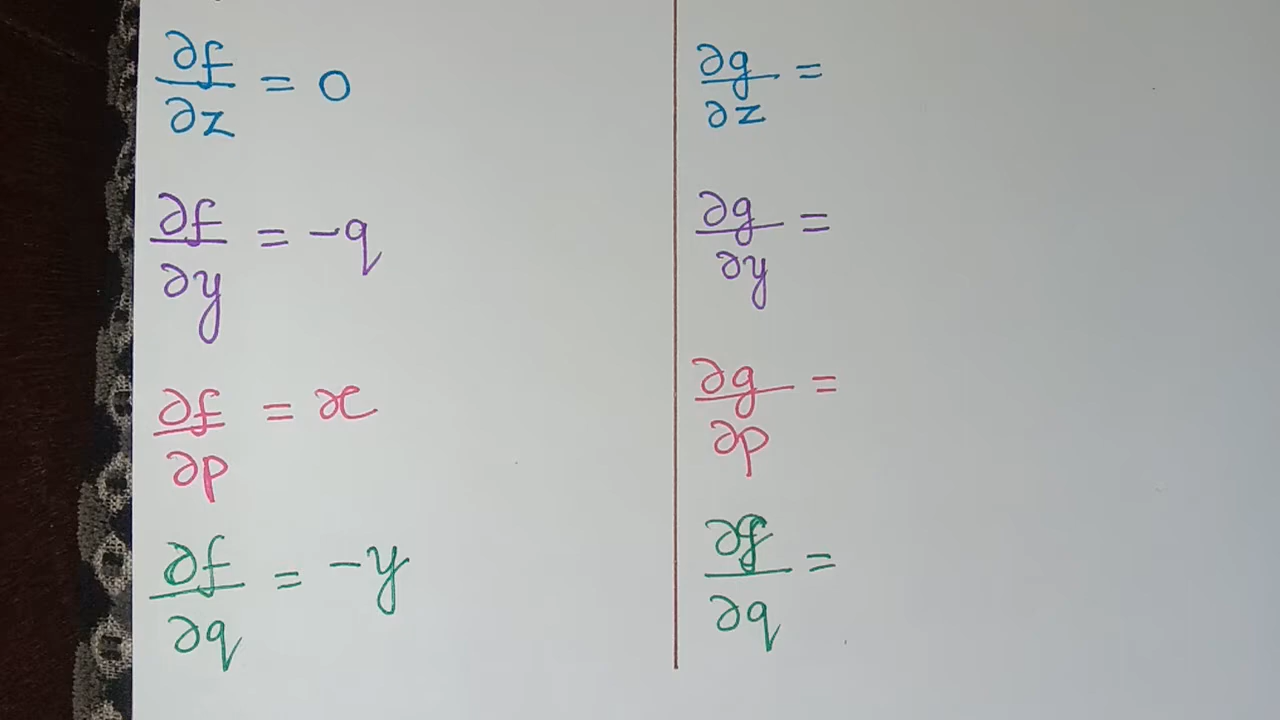 ∂f/∂z = 0
∂f/∂y = -q
∂f/∂p = x
∂f/∂q = -y
∂g/∂z =
∂g/∂y =
∂g/∂p =
∂g/∂q =